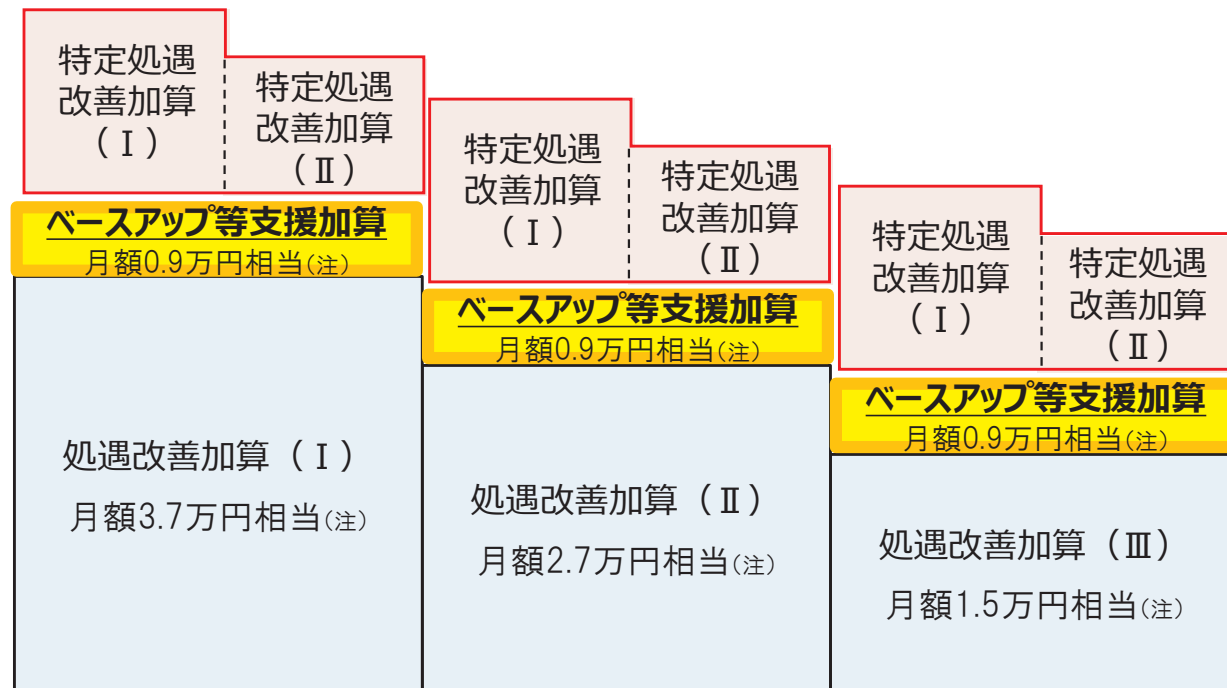 特定処遇
改善加算
（Ⅰ）
特定処遇
改善加算
（Ⅱ）
ベースアップ等支援加算
月額0.9万円相当(注)
処遇改善加算（Ⅰ）
月額3.7万円相当(注)
特定処遇
改善加算
（Ⅰ）
特定処遇
改善加算
（Ⅱ）
ベースアップ等支援加算
月額0.9万円相当(注)
処遇改善加算（Ⅱ）
月額2.7万円相当(注)
特定処遇
改善加算
（Ⅰ）
特定処遇
改善加算
（Ⅱ）
ベースアップ等支援加算
月額0.9万円相当(注)
処遇改善加算（Ⅲ）
月額1.5万円相当(注)